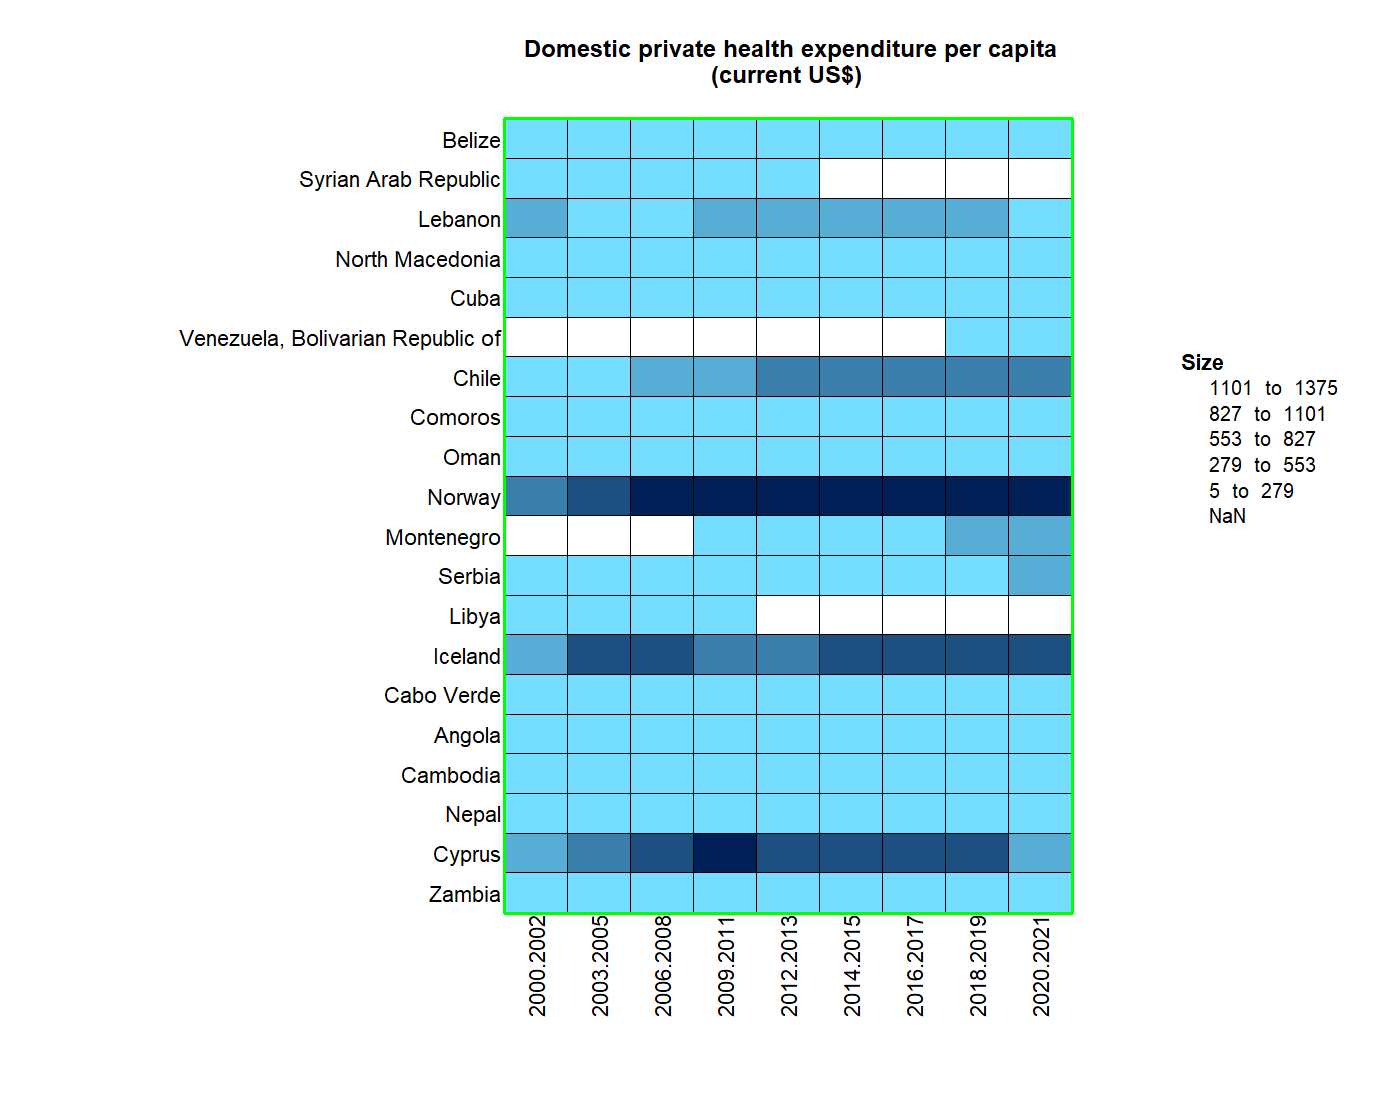 Domestic private health expenditure per capita
(current US$)
Belize
Syrian Arab Republic
Lebanon
North Macedonia
Cuba
Venezuela, Bolivarian Republic of
Chile
Comoros
Oman
Norway
Montenegro
Serbia
Libya
Iceland
Cabo Verde
Angola
Cambodia
Nepal
Cyprus
Zambia
2000.2002
2003.2005
2006.2008
2009.2011
2012.2013
2014.2015
2016.2017
2018.2019
2020.2021
Size
1101 to 1375
827 to 1101
553 to 827
279 to 553
5 to 279
NaN